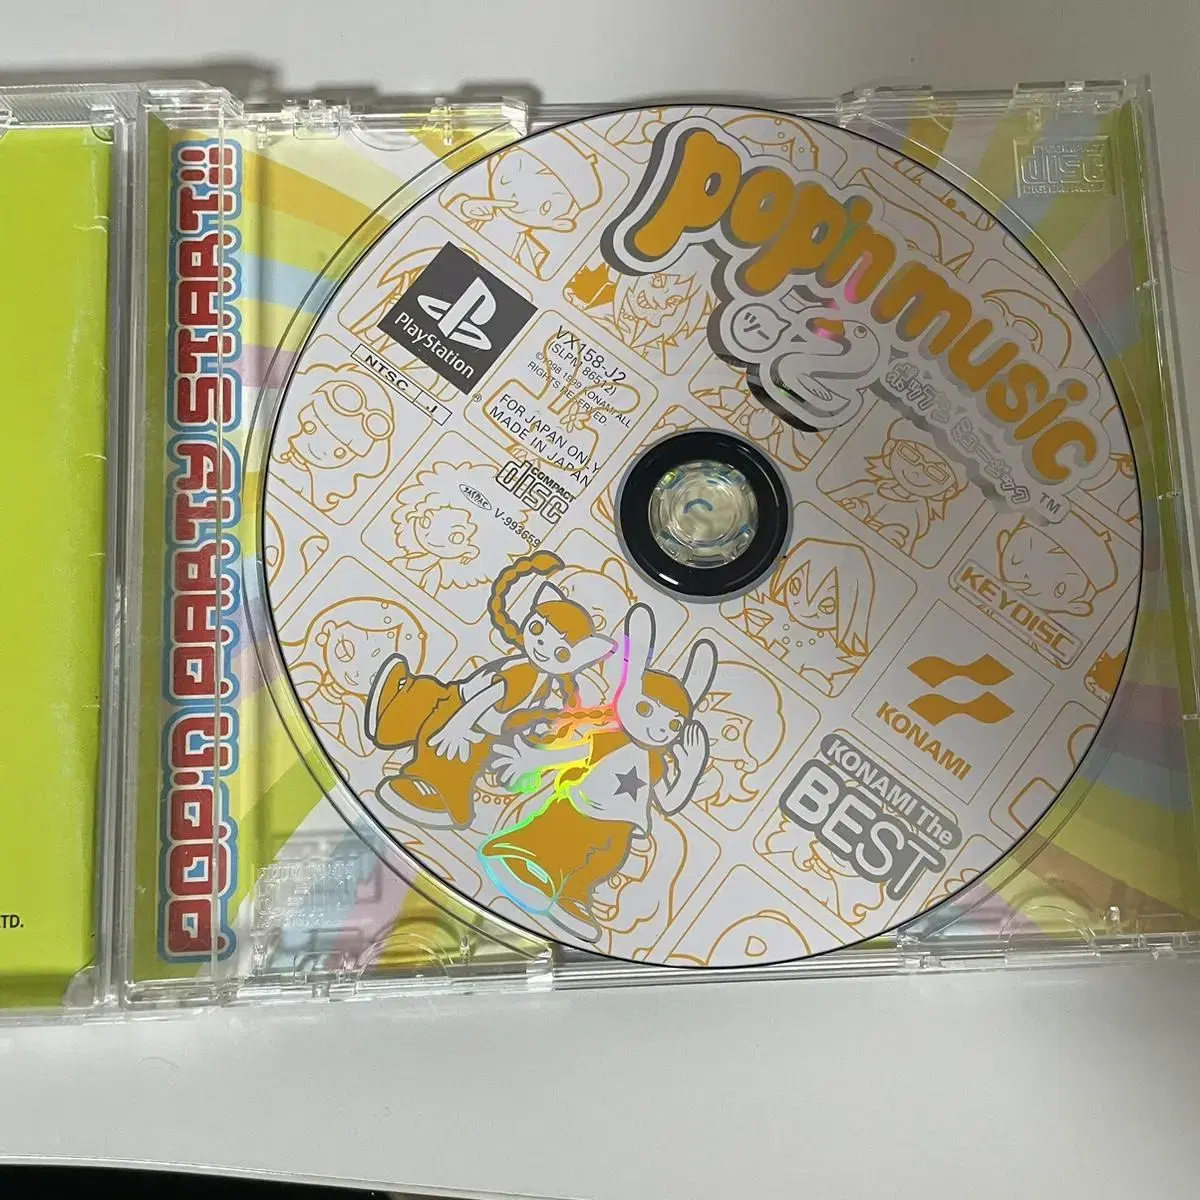 POP'N PARTY START!!!
pop'n music
ツー
2
ポップン ミュージック
TM
PlayStation
®
NTSC J
VX158-J2
(SLPM 86512)
© 1998 1999 KONAMI ALL
RIGHTS RESERVED.
FOR JAPAN ONLY
MADE IN JAPAN
COMPACT
disc
V-993659
KEYDISC
KONAMI
KONAMI The
BEST
COMPACT
disc
DIGITAL AUDIO
LTD.